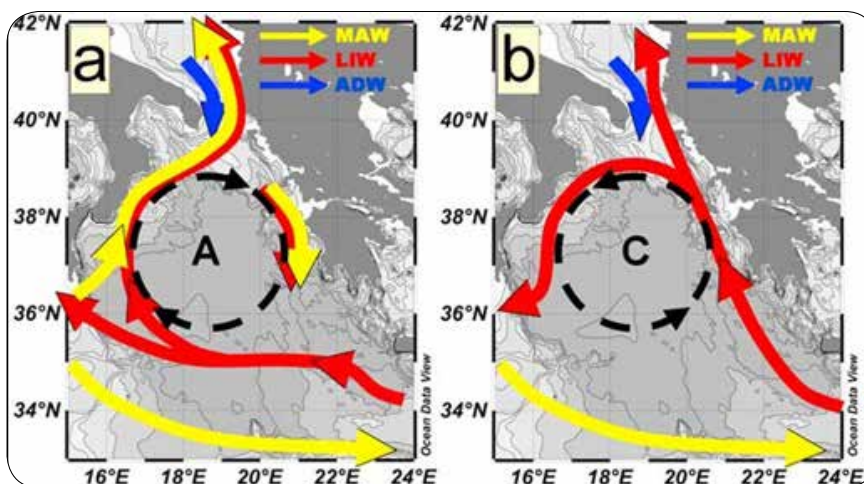 42°N
a
MAW
LIW
ADW
40°N
38°N
A
36°N
34°N
Ocean Data View
16°E 18°E 20°E 22°E 24°E
42°N
b
MAW
LIW
ADW
40°N
38°N
C
36°N
34°N
Ocean Data View
16°E 18°E 20°E 22°E 24°E